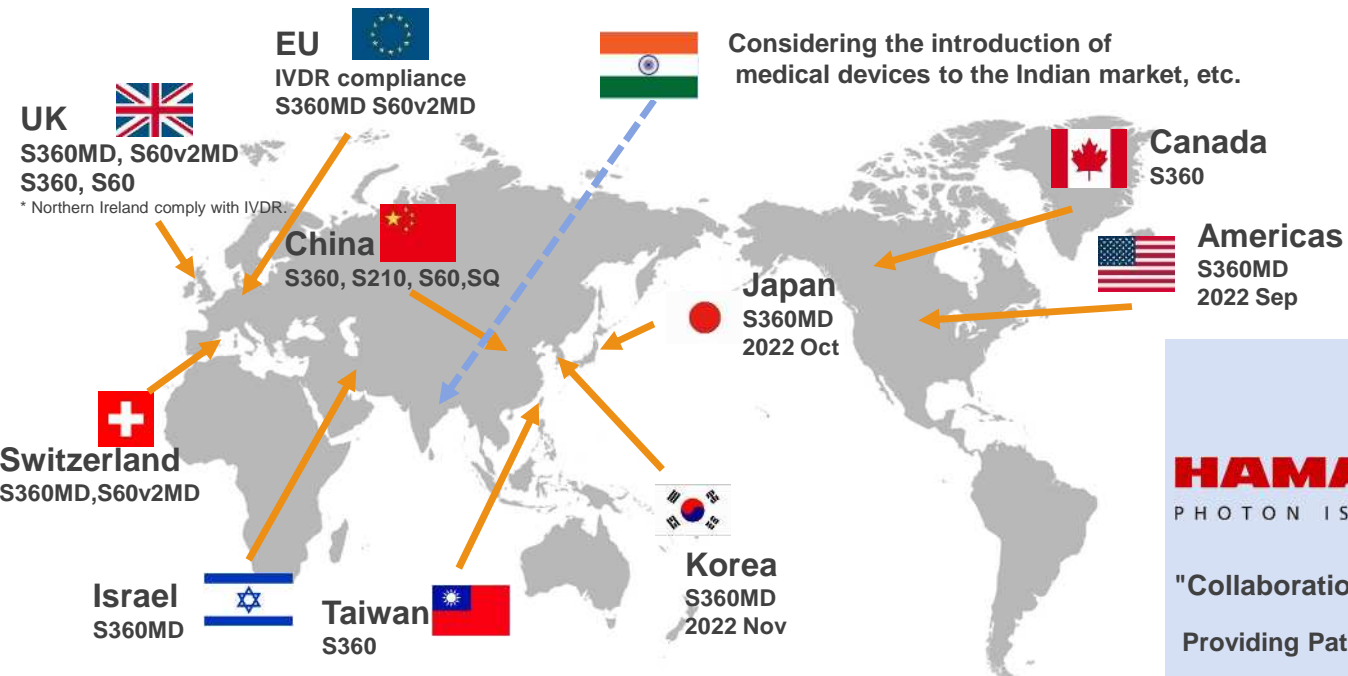 EU
IVDR compliance
S360MD S60v2MD
Considering the introduction of
medical devices to the Indian market, etc.
UK
S360MD, S60v2MD
S360, S60
* Northern Ireland comply with IVDR.
Canada
S360
China
S360, S210, S60,SQ
Americas
S360MD
2022 Sep
Japan
S360MD
2022 Oct
Switzerland
S360MD,S60v2MD
HAMA
PHOTON IS
Korea
S360MD
2022 Nov
Israel
S360MD
Taiwan
S360
"Collaboratio
Providing Pat